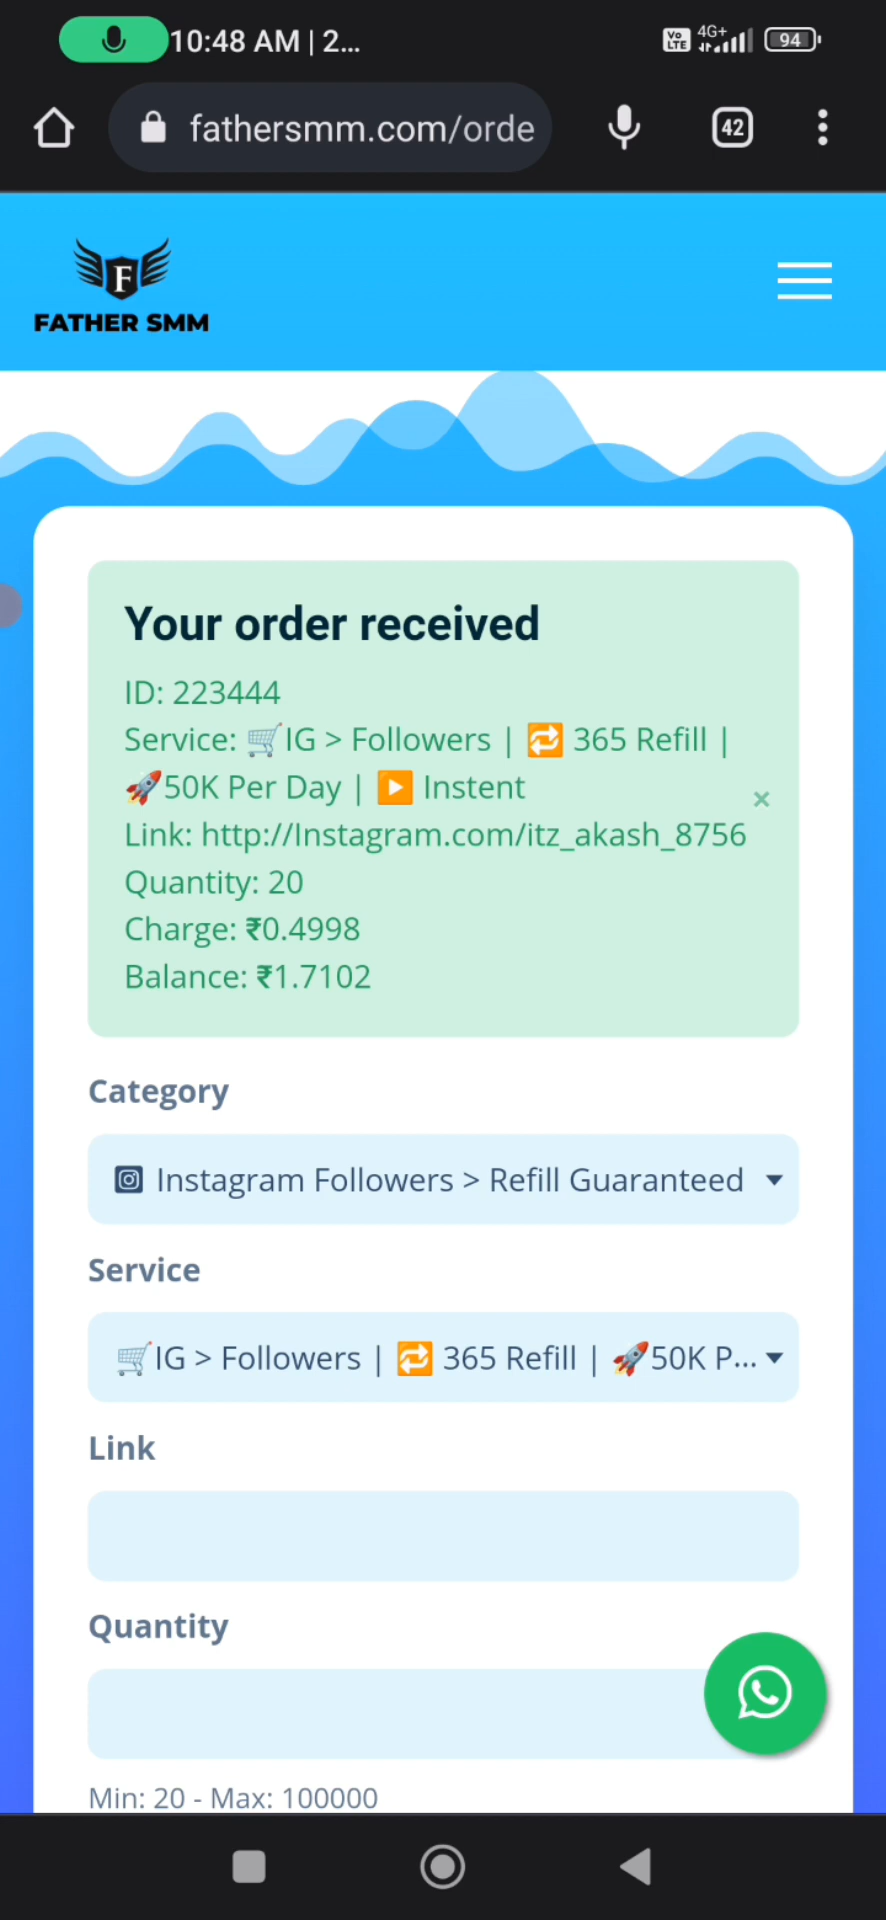 10:48 AM | 2...
Vo LTE 4G+ 94
fathersmm.com/orde
42
F
FATHER SMM
Your order received
ID: 223444
Service: 🛒IG > Followers | 🔁 365 Refill |
🚀50K Per Day | ▶️ Instent
×
Link: http://Instagram.com/itz_akash_8756
Quantity: 20
Charge: ₹0.4998
Balance: ₹1.7102
Category
Instagram Followers > Refill Guaranteed
Service
🛒IG > Followers | 🔁 365 Refill | 🚀50K P...
Link
Quantity
Min: 20 - Max: 100000